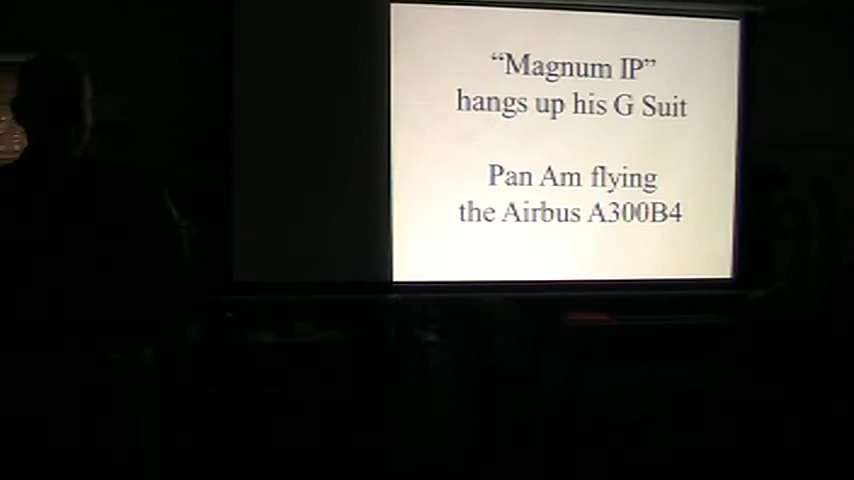 “Magnum IP”
hangs up his G Suit
Pan Am flying
the Airbus A300B4